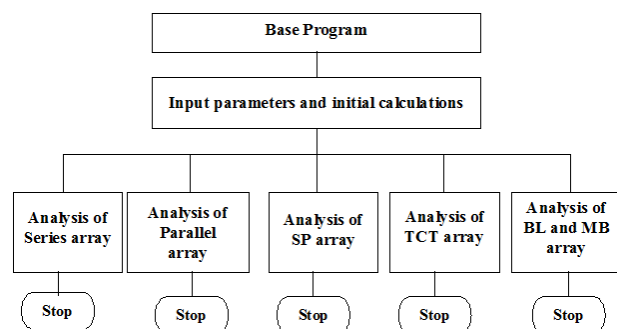 Base Program
Input parameters and initial calculations
Analysis of
Series array
Analysis of
Parallel
array
Analysis of
SP array
Analysis of
TCT array
Analysis of
BL and MB
array
Stop
Stop
Stop
Stop
Stop